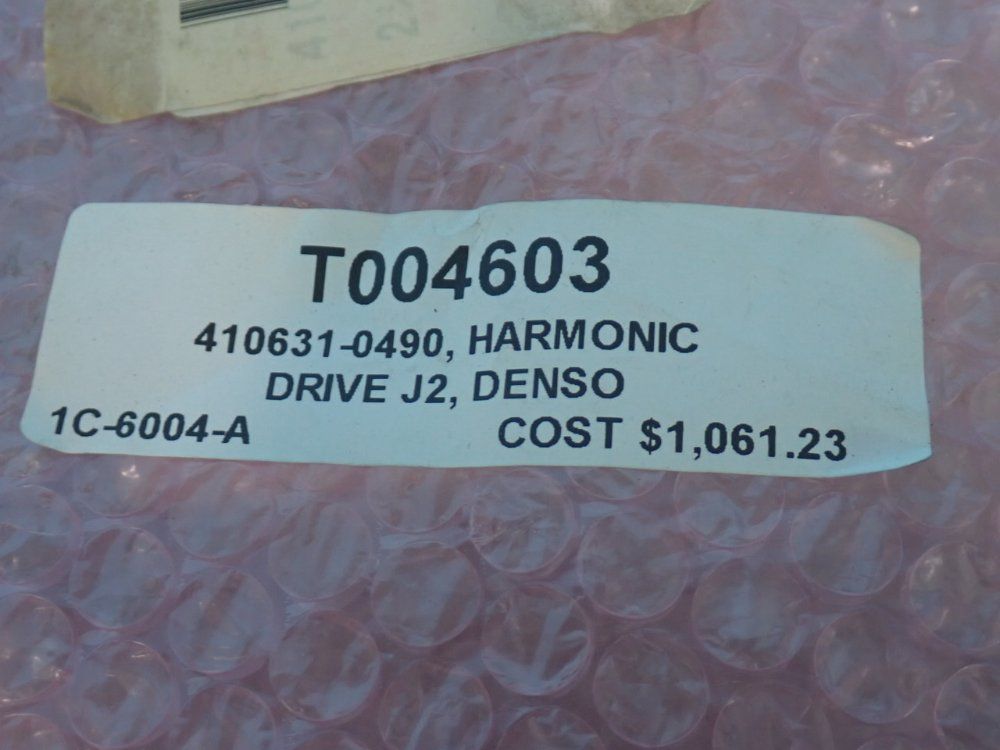 T004603
410631-0490, HARMONIC
DRIVE J2, DENSO
1C-6004-A COST $1,061.23